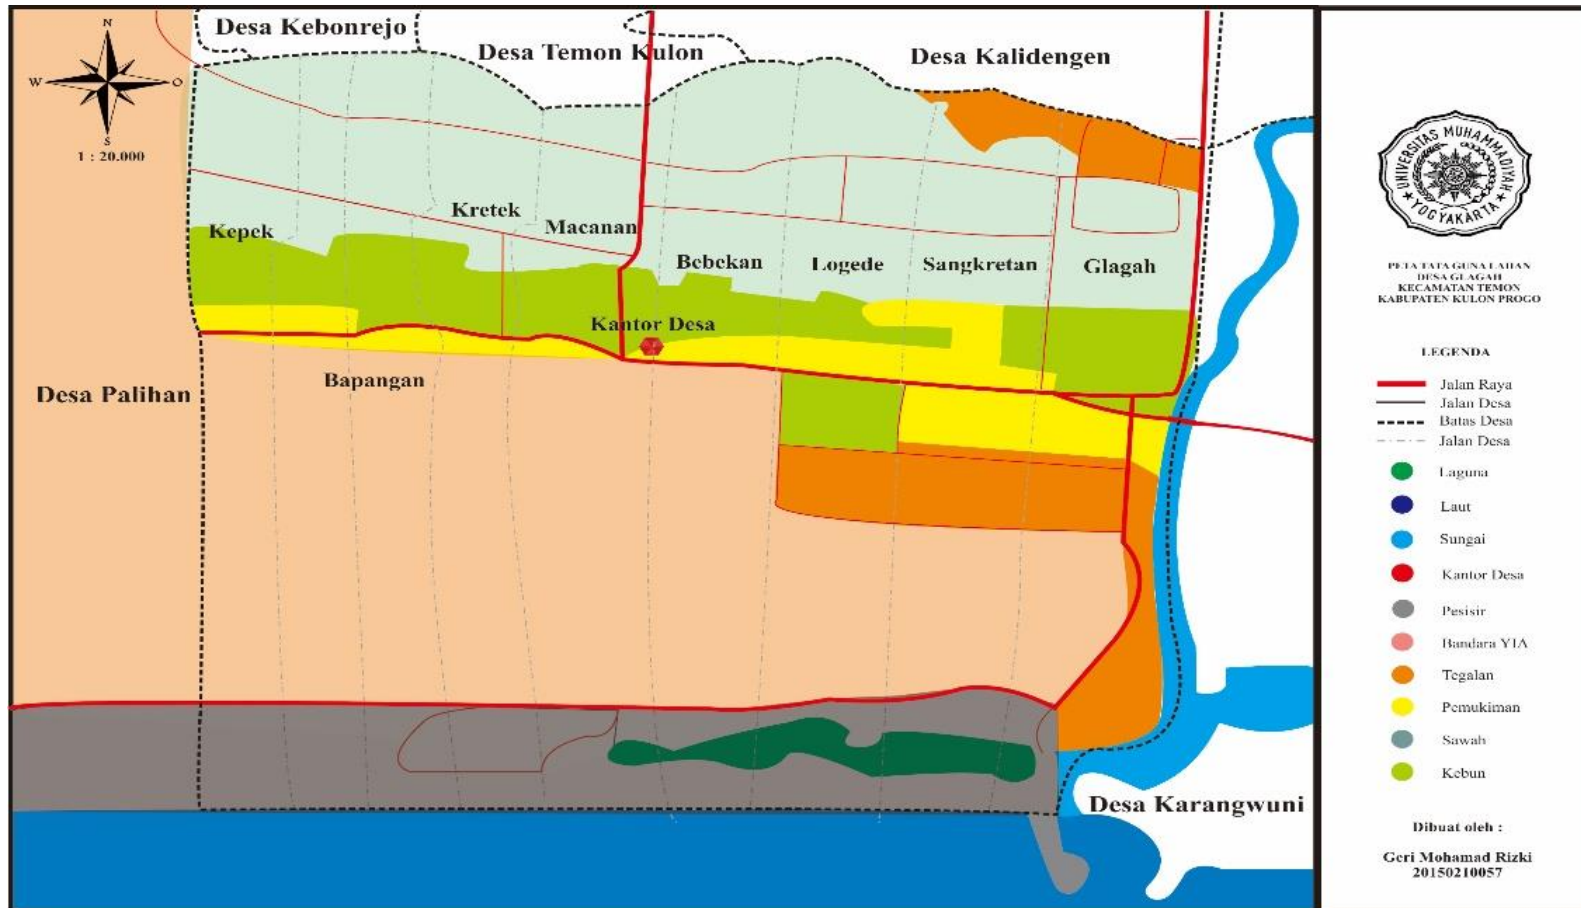 Desa Kebonrejo
Desa Temon Kulon
Desa Kalidengen
N
W
O
S
1 : 20.000
Kepek
Kretek
Macanan
Bebekan
Logede
Sangkretan
Glagah
Kantor Desa
Bapangan
Desa Palihan
Desa Karangwuni
UNIVERSITAS MUHAMMADIYAH
YOGYAKARTA
PETA TATA GUNA LAHAN
DESA GLAGAH
KECAMATAN TEMON
KABUPATEN KULON PROGO
LEGENDA
Jalan Raya
Jalan Desa
Batas Desa
Jalan Desa
Laguna
Laut
Sungai
Kantor Desa
Pesisir
Bandara YIA
Tegalan
Pemukiman
Sawah
Kebun
Dibuat oleh :
Geri Mohamad Rizki
20150210057